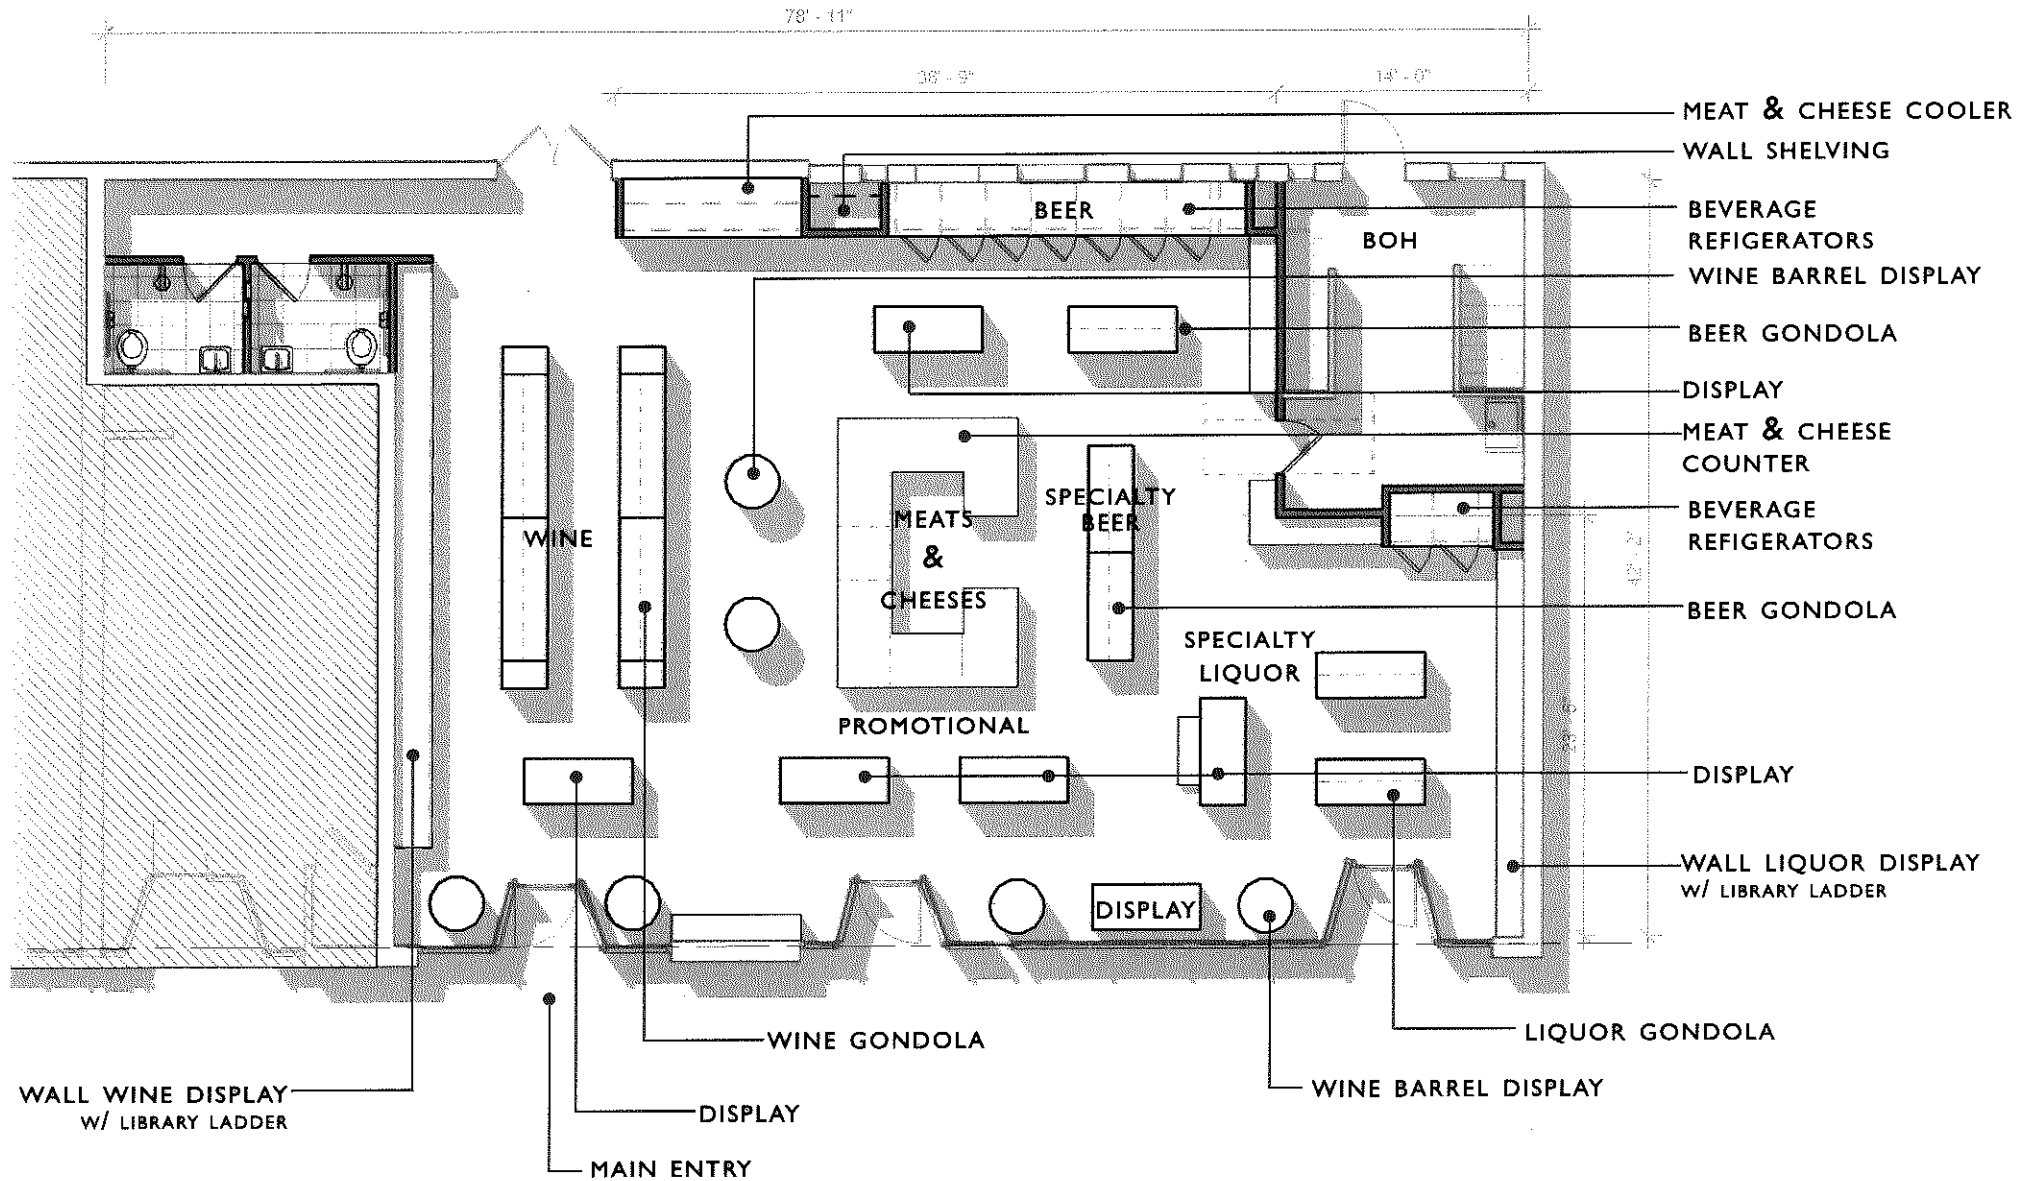 78' - 11"
36' - 9"
14' - 0"
MEAT & CHEESE COOLER
WALL SHELVING
BEVERAGE
REFIGERATORS
BEER
BOH
WINE BARREL DISPLAY
BEER GONDOLA
DISPLAY
MEAT & CHEESE
COUNTER
SPECIALTY
BEER
MEATS
&
CHEESES
WINE
BEVERAGE
REFIGERATORS
BEER GONDOLA
SPECIALTY
LIQUOR
PROMOTIONAL
DISPLAY
WALL LIQUOR DISPLAY
W/ LIBRARY LADDER
DISPLAY
LIQUOR GONDOLA
WINE GONDOLA
WINE BARREL DISPLAY
WALL WINE DISPLAY
W/ LIBRARY LADDER
DISPLAY
MAIN ENTRY